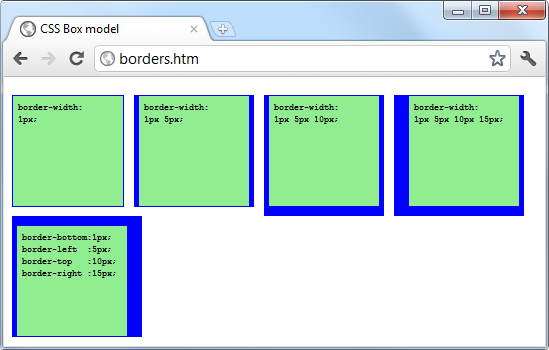 CSS Box model
borders.htm
border-width:
1px;
border-width:
1px 5px;
border-width:
1px 5px 10px;
border-width:
1px 5px 10px 15px;
border-bottom:1px;
border-left  :5px;
border-top   :10px;
border-right :15px;